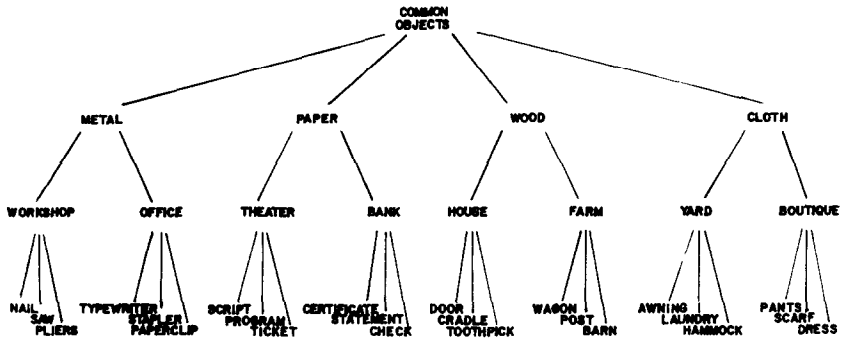 COMMON
OBJECTS
METAL PAPER WOOD CLOTH
WORKSHOP OFFICE THEATER BANK HOUSE FARM YARD BOUTIQUE
NAIL TYPEWRITER SCRIPT CERTIFICATE DOOR WAGON AWNING PANTS
SAW STAPLER PROGRAM STATEMENT CRADLE POST LAUNDRY SCARF
PLIERS PAPERCLIP TICKET CHECK TOOTHPICK BARN HAMMOCK DRESS